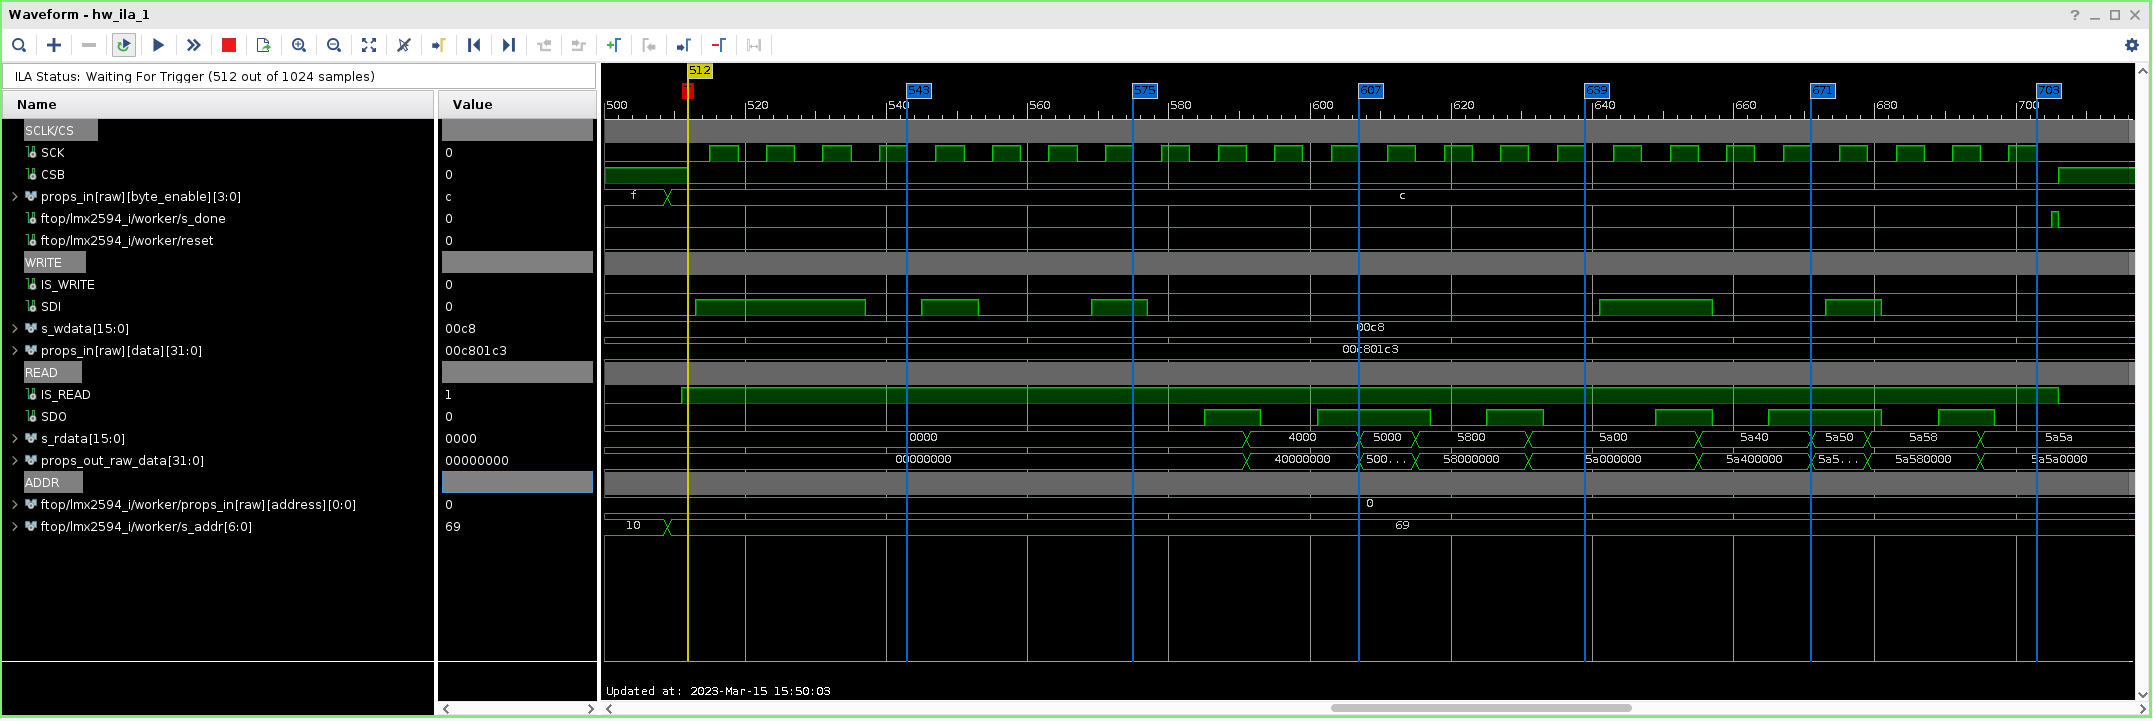 Waveform - hw_ila_1
ILA Status: Waiting For Trigger (512 out of 1024 samples)
512
543 575 607 639 671 703
500 520 540 560 580 600 620 640 660 680 700
Name Value
SCLK/CS
SCK 0
CSB 0
props_in[raw][byte_enable][3:0] c f c
ftop/lmx2594_i/worker/s_done 0
ftop/lmx2594_i/worker/reset 0
WRITE
IS_WRITE 0
SDI 0
s_wdata[15:0] 00c8 00c8
props_in[raw][data][31:0] 00c801c3 00c801c3
READ
IS_READ 1
SDO 0
s_rdata[15:0] 0000 0000 4000 5000 5800 5a00 5a40 5a50 5a58 5a5a
props_out_raw_data[31:0] 00000000 00000000 40000000 500... 58000000 5a000000 5a400000 5a5... 5a580000 5a5a0000
ADDR
ftop/lmx2594_i/worker/props_in[raw][address][0:0] 0 0
ftop/lmx2594_i/worker/s_addr[6:0] 69 10 69
Updated at: 2023-Mar-15 15:50:03